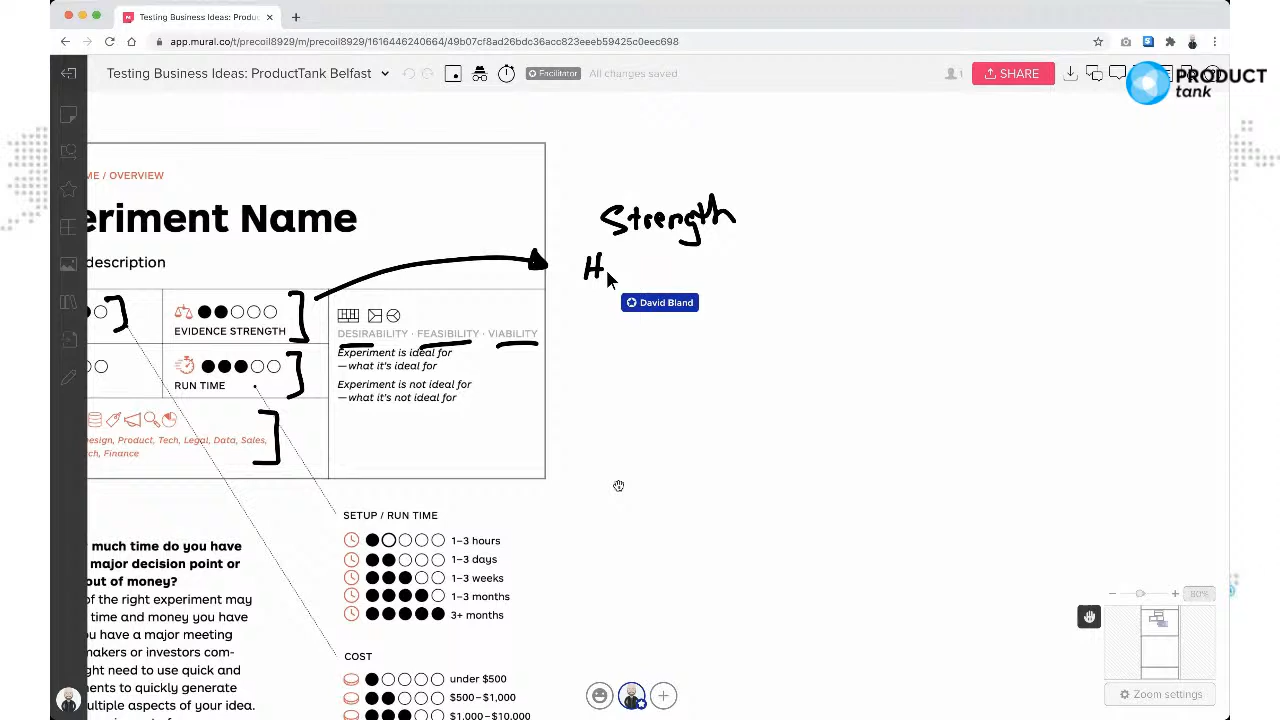 Testing Business Ideas: Produc
app.mural.co/t/precoil8929/m/precoil8929/1616446240664/49b07cf8ad26bdc36acc823eeeb59425c0eec698
Testing Business Ideas: ProductTank Belfast
Facilitator
All changes saved
1
SHARE
PRODUCT
tank
ME / OVERVIEW
eriment Name
description
Strength
H
David Bland
EVIDENCE STRENGTH
RUN TIME
DESIRABILITY · FEASIBILITY · VIABILITY
Experiment is ideal for
—what it's ideal for
Experiment is not ideal for
—what it's not ideal for
esign, Product, Tech, Legal, Data, Sales,
ch, Finance
SETUP / RUN TIME
1–3 hours
1–3 days
1–3 weeks
1–3 months
3+ months
much time do you have
major decision point or
out of money?
of the right experiment may
time and money you have
u have a major meeting
makers or investors com-
ght need to use quick and
ments to quickly generate
ultiple aspects of your idea.
COST
under $500
$500–$1,000
$1,000–$10,000
80%
Zoom settings